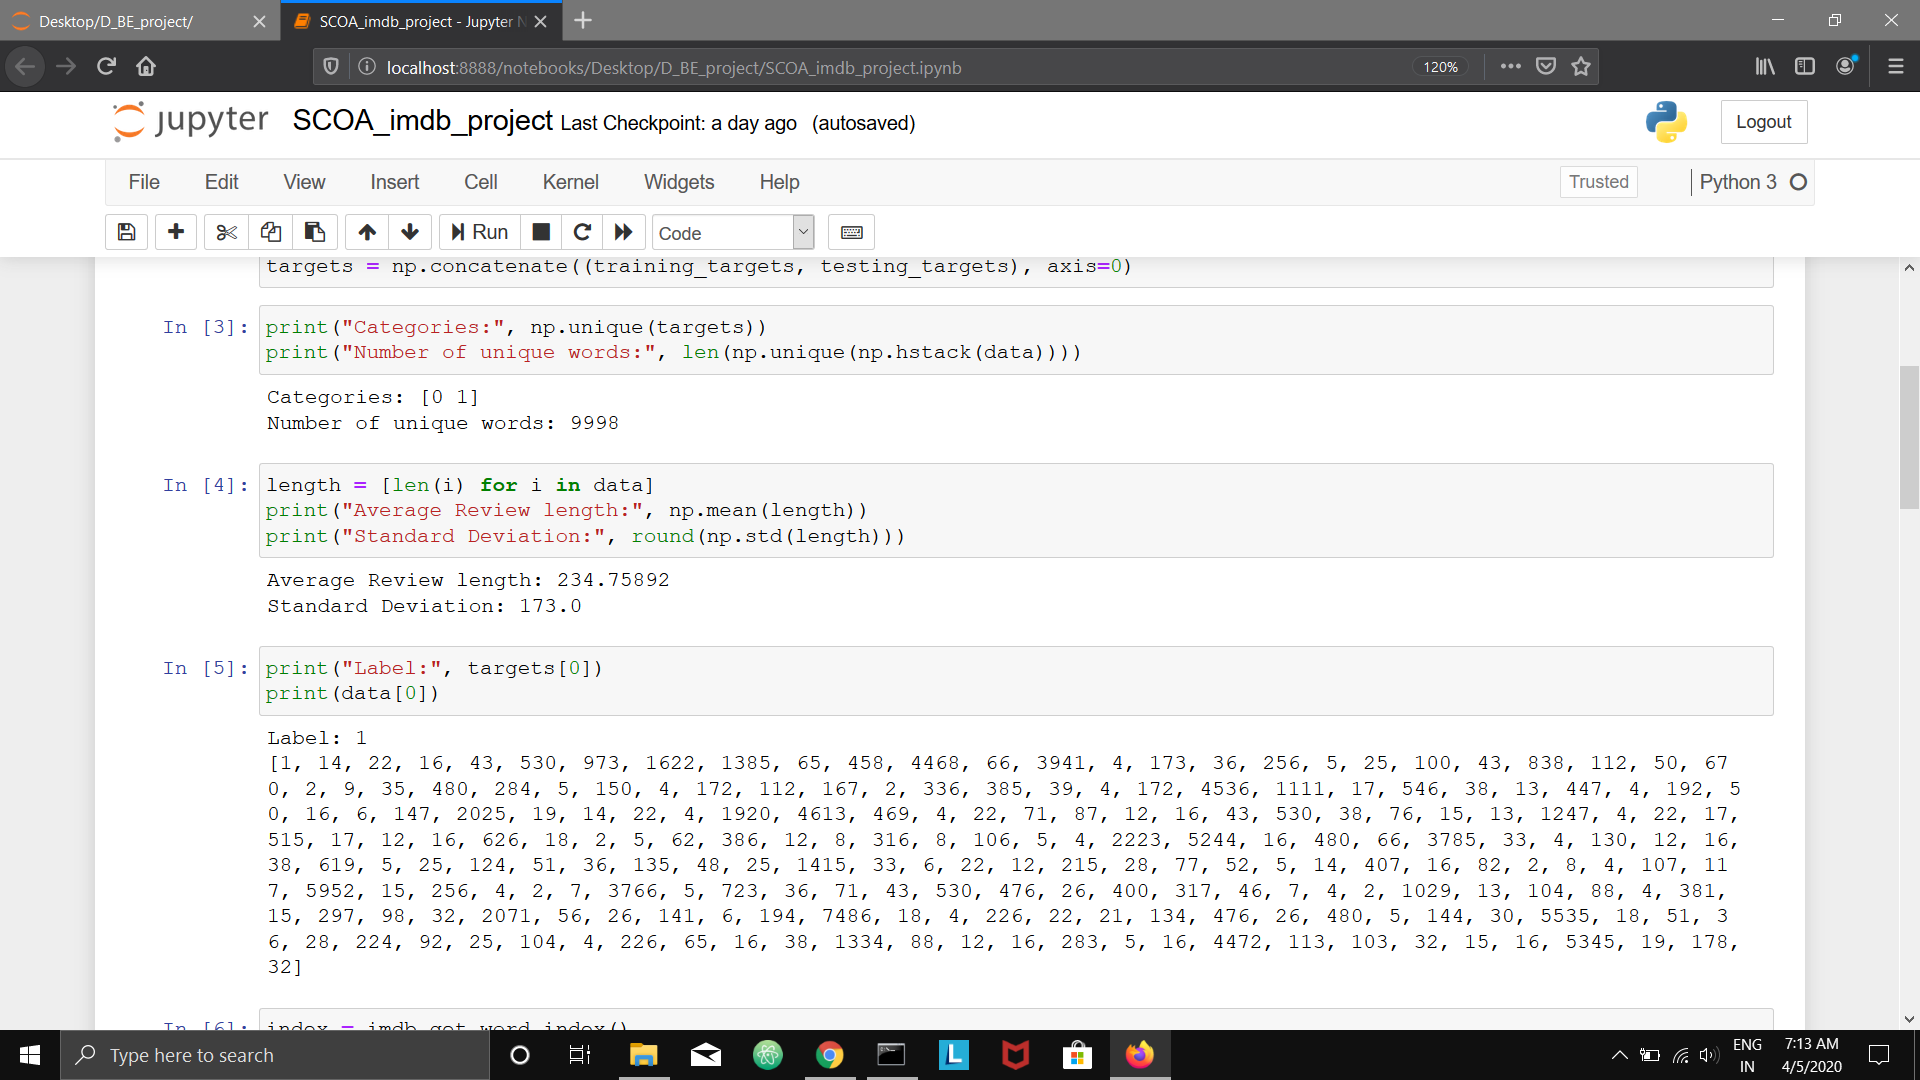 Desktop/D_BE_project/
SCOA_imdb_project - Jupyter N
localhost:8888/notebooks/Desktop/D_BE_project/SCOA_imdb_project.ipynb
120%
jupyter SCOA_imdb_project Last Checkpoint: a day ago (autosaved)
Logout
File Edit View Insert Cell Kernel Widgets Help
Trusted
Python 3
Run
Code
targets = np.concatenate((training_targets, testing_targets), axis=0)
In [3]: print("Categories:", np.unique(targets))
print("Number of unique words:", len(np.unique(np.hstack(data))))
Categories: [0 1]
Number of unique words: 9998
In [4]: length = [len(i) for i in data]
print("Average Review length:", np.mean(length))
print("Standard Deviation:", round(np.std(length)))
Average Review length: 234.75892
Standard Deviation: 173.0
In [5]: print("Label:", targets[0])
print(data[0])
Label: 1
[1, 14, 22, 16, 43, 530, 973, 1622, 1385, 65, 458, 4468, 66, 3941, 4, 173, 36, 256, 5, 25, 100, 43, 838, 112, 50, 67
0, 2, 9, 35, 480, 284, 5, 150, 4, 172, 112, 167, 2, 336, 385, 39, 4, 172, 4536, 1111, 17, 546, 38, 13, 447, 4, 192, 5
0, 16, 6, 147, 2025, 19, 14, 22, 4, 1920, 4613, 469, 4, 22, 71, 87, 12, 16, 43, 530, 38, 76, 15, 13, 1247, 4, 22, 17,
515, 17, 12, 16, 626, 18, 2, 5, 62, 386, 12, 8, 316, 8, 106, 5, 4, 2223, 5244, 16, 480, 66, 3785, 33, 4, 130, 12, 16,
38, 619, 5, 25, 124, 51, 36, 135, 48, 25, 1415, 33, 6, 22, 12, 215, 28, 77, 52, 5, 14, 407, 16, 82, 2, 8, 4, 107, 11
7, 5952, 15, 256, 4, 2, 7, 3766, 5, 723, 36, 71, 43, 530, 476, 26, 400, 317, 46, 7, 4, 2, 1029, 13, 104, 88, 4, 381,
15, 297, 98, 32, 2071, 56, 26, 141, 6, 194, 7486, 18, 4, 226, 22, 21, 134, 476, 26, 480, 5, 144, 30, 5535, 18, 51, 3
6, 28, 224, 92, 25, 104, 4, 226, 65, 16, 38, 1334, 88, 12, 16, 283, 5, 16, 4472, 113, 103, 32, 15, 16, 5345, 19, 178,
32]
In [6]: index = imdb.get_word_index()
Type here to search
L
ENG
IN
7:13 AM
4/5/2020